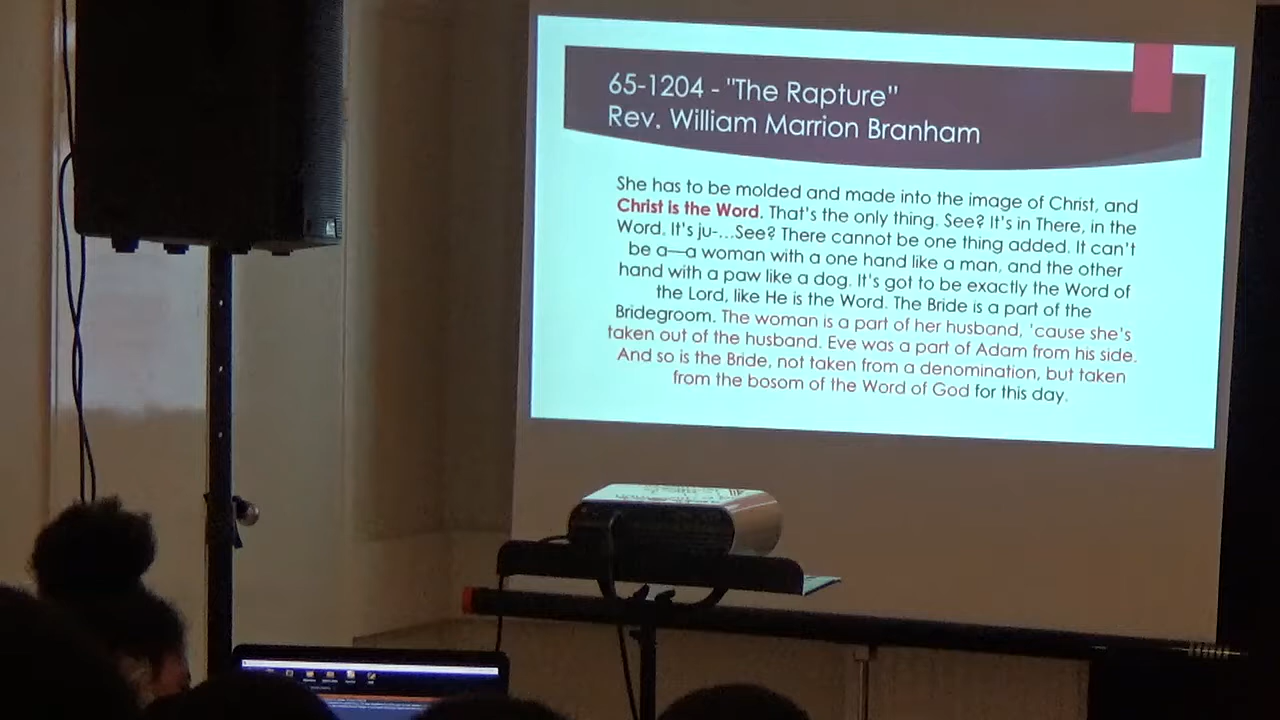 65-1204 - "The Rapture"
Rev. William Marrion Branham
She has to be molded and made into the image of Christ, and
Christ is the Word. That's the only thing. See? It's in There, in the
Word. It's ju-...See? There cannot be one thing added. It can't
be a—a woman with a one hand like a man, and the other
hand with a paw like a dog. It's got to be exactly the Word of
the Lord, like He is the Word. The Bride is a part of the
Bridegroom. The woman is a part of her husband, 'cause she's
taken out of the husband. Eve was a part of Adam from his side.
And so is the Bride, not taken from a denomination, but taken
from the bosom of the Word of God for this day.